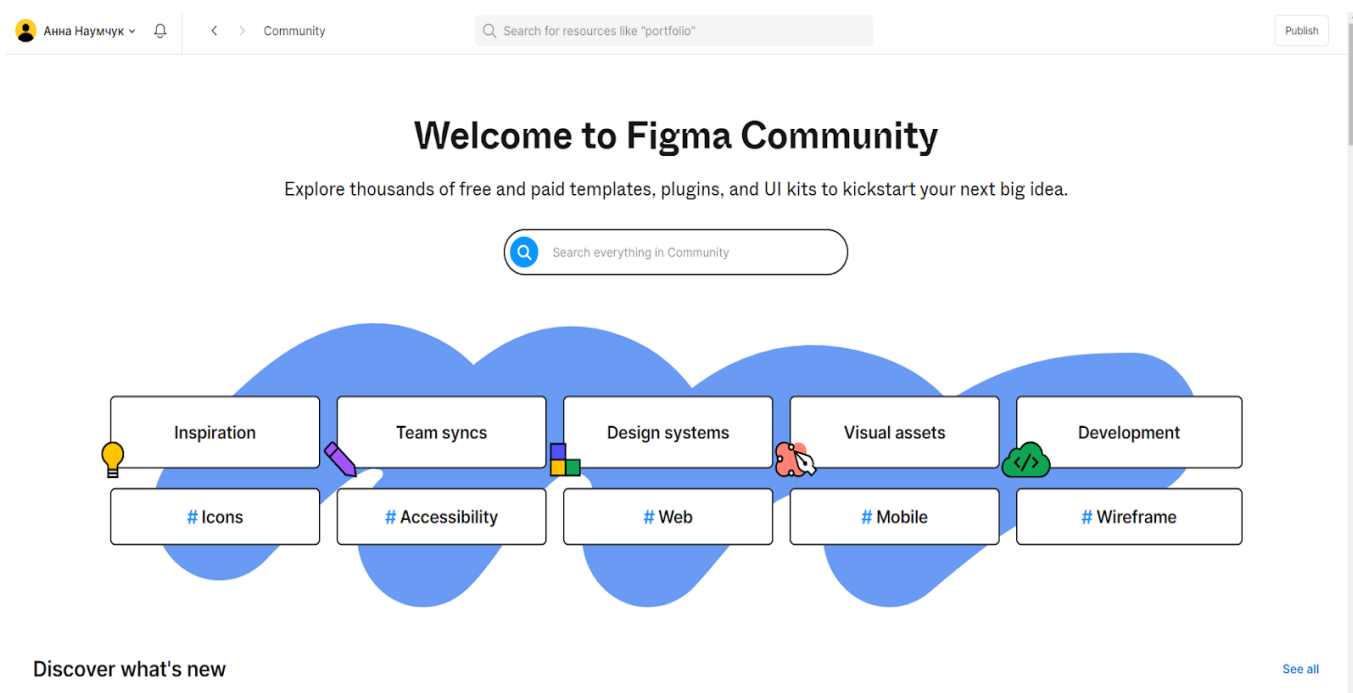 Анна Наумчук
Community
Search for resources like "portfolio"
Publish
Welcome to Figma Community
Explore thousands of free and paid templates, plugins, and UI kits to kickstart your next big idea.
Search everything in Community
Inspiration
Team syncs
Design systems
Visual assets
Development
</>
# Icons
# Accessibility
# Web
# Mobile
# Wireframe
Discover what's new
See all